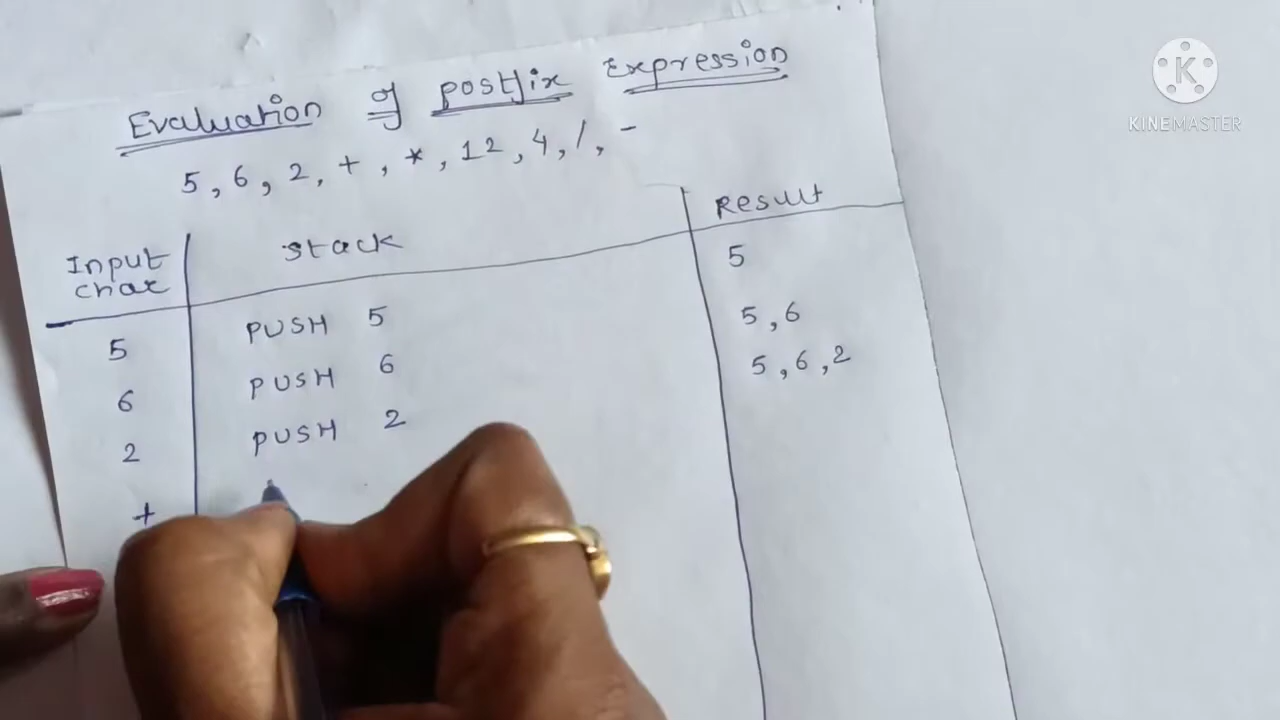 Evaluation of postfix Expression
5, 6, 2, +, *, 12, 4, /, -
Input char | Stack | Result
5 | PUSH 5 | 5
6 | PUSH 6 | 5, 6
2 | PUSH 2 | 5, 6, 2
+
KINEMASTER